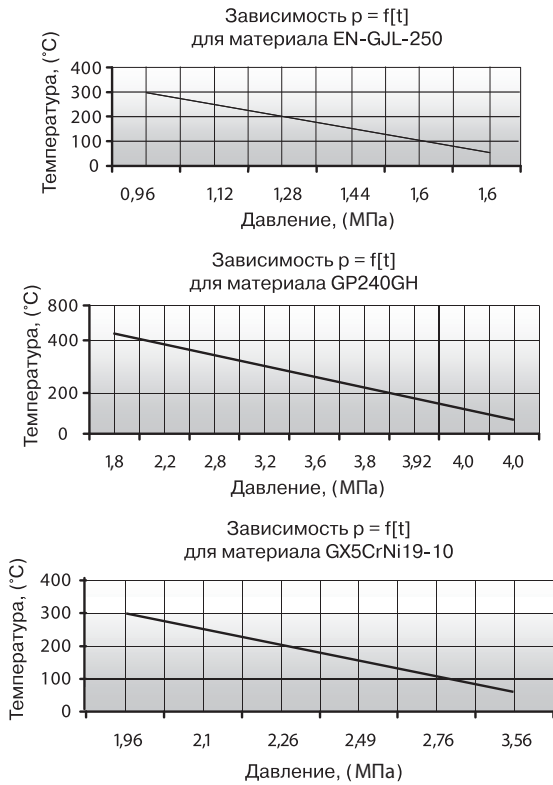 Зависимость p = f[t]
для материала EN-GJL-250
Температура, (°C)
400
300
200
100
0
0,96 1,12 1,28 1,44 1,6 1,6
Давление, (МПа)
Зависимость p = f[t]
для материала GP240GH
Температура, (°C)
800
400
200
0
1,8 2,2 2,8 3,2 3,6 3,8 3,92 4,0 4,0
Давление, (МПа)
Зависимость p = f[t]
для материала GX5CrNi19-10
Температура, (°C)
400
300
200
100
0
1,96 2,1 2,26 2,49 2,76 3,56
Давление, (МПа)